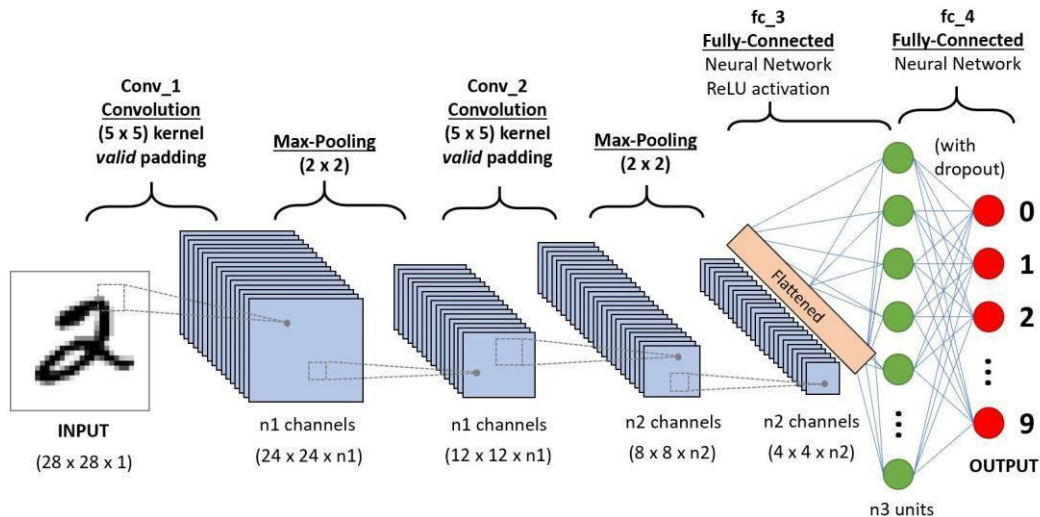 fc_3
Fully-Connected
Neural Network
ReLU activation
fc_4
Fully-Connected
Neural Network
Conv_1
Convolution
(5 x 5) kernel
valid padding
Max-Pooling
(2 x 2)
Conv_2
Convolution
(5 x 5) kernel
valid padding
Max-Pooling
(2 x 2)
(with
dropout)
0
1
2
9
Flattened
2
INPUT
(28 x 28 x 1)
n1 channels
(24 x 24 x n1)
n1 channels
(12 x 12 x n1)
n2 channels
(8 x 8 x n2)
n2 channels
(4 x 4 x n2)
OUTPUT
n3 units